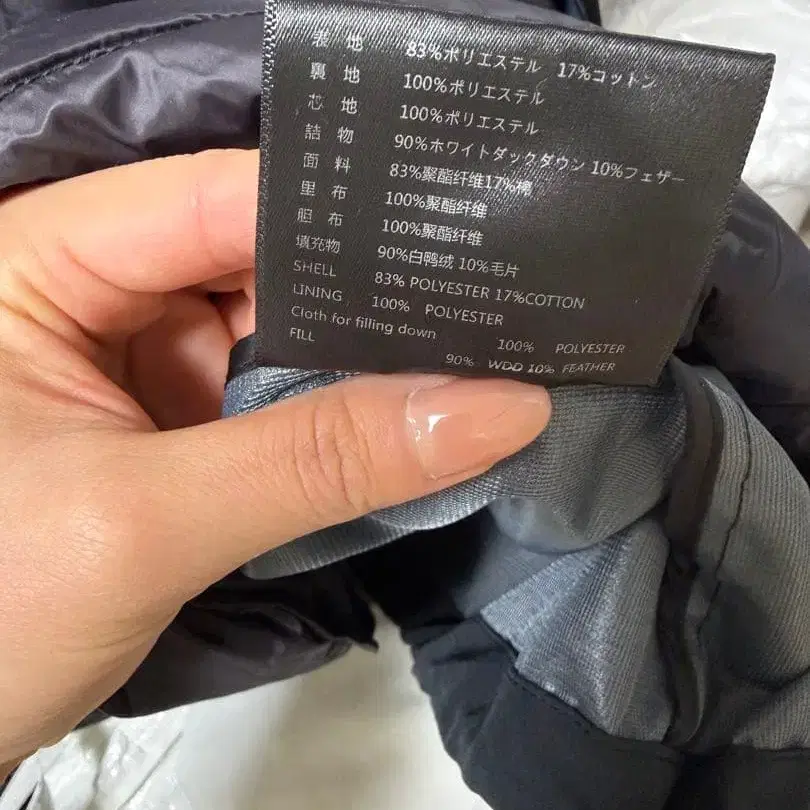 表 地 83%ポリエステル 17%コットン
裏 地 100%ポリエステル
芯 地 100%ポリエステル
詰 物 90%ホワイトダックダウン 10%フェザー
面 料 83%聚酯纤维17%棉
里 布 100%聚酯纤维
胆 布 100%聚酯纤维
填充物 90%白鸭绒 10%毛片
SHELL 83% POLYESTER 17%COTTON
LINING 100% POLYESTER
Cloth for filling down 100% POLYESTER
FILL 90% WDD 10% FEATHER